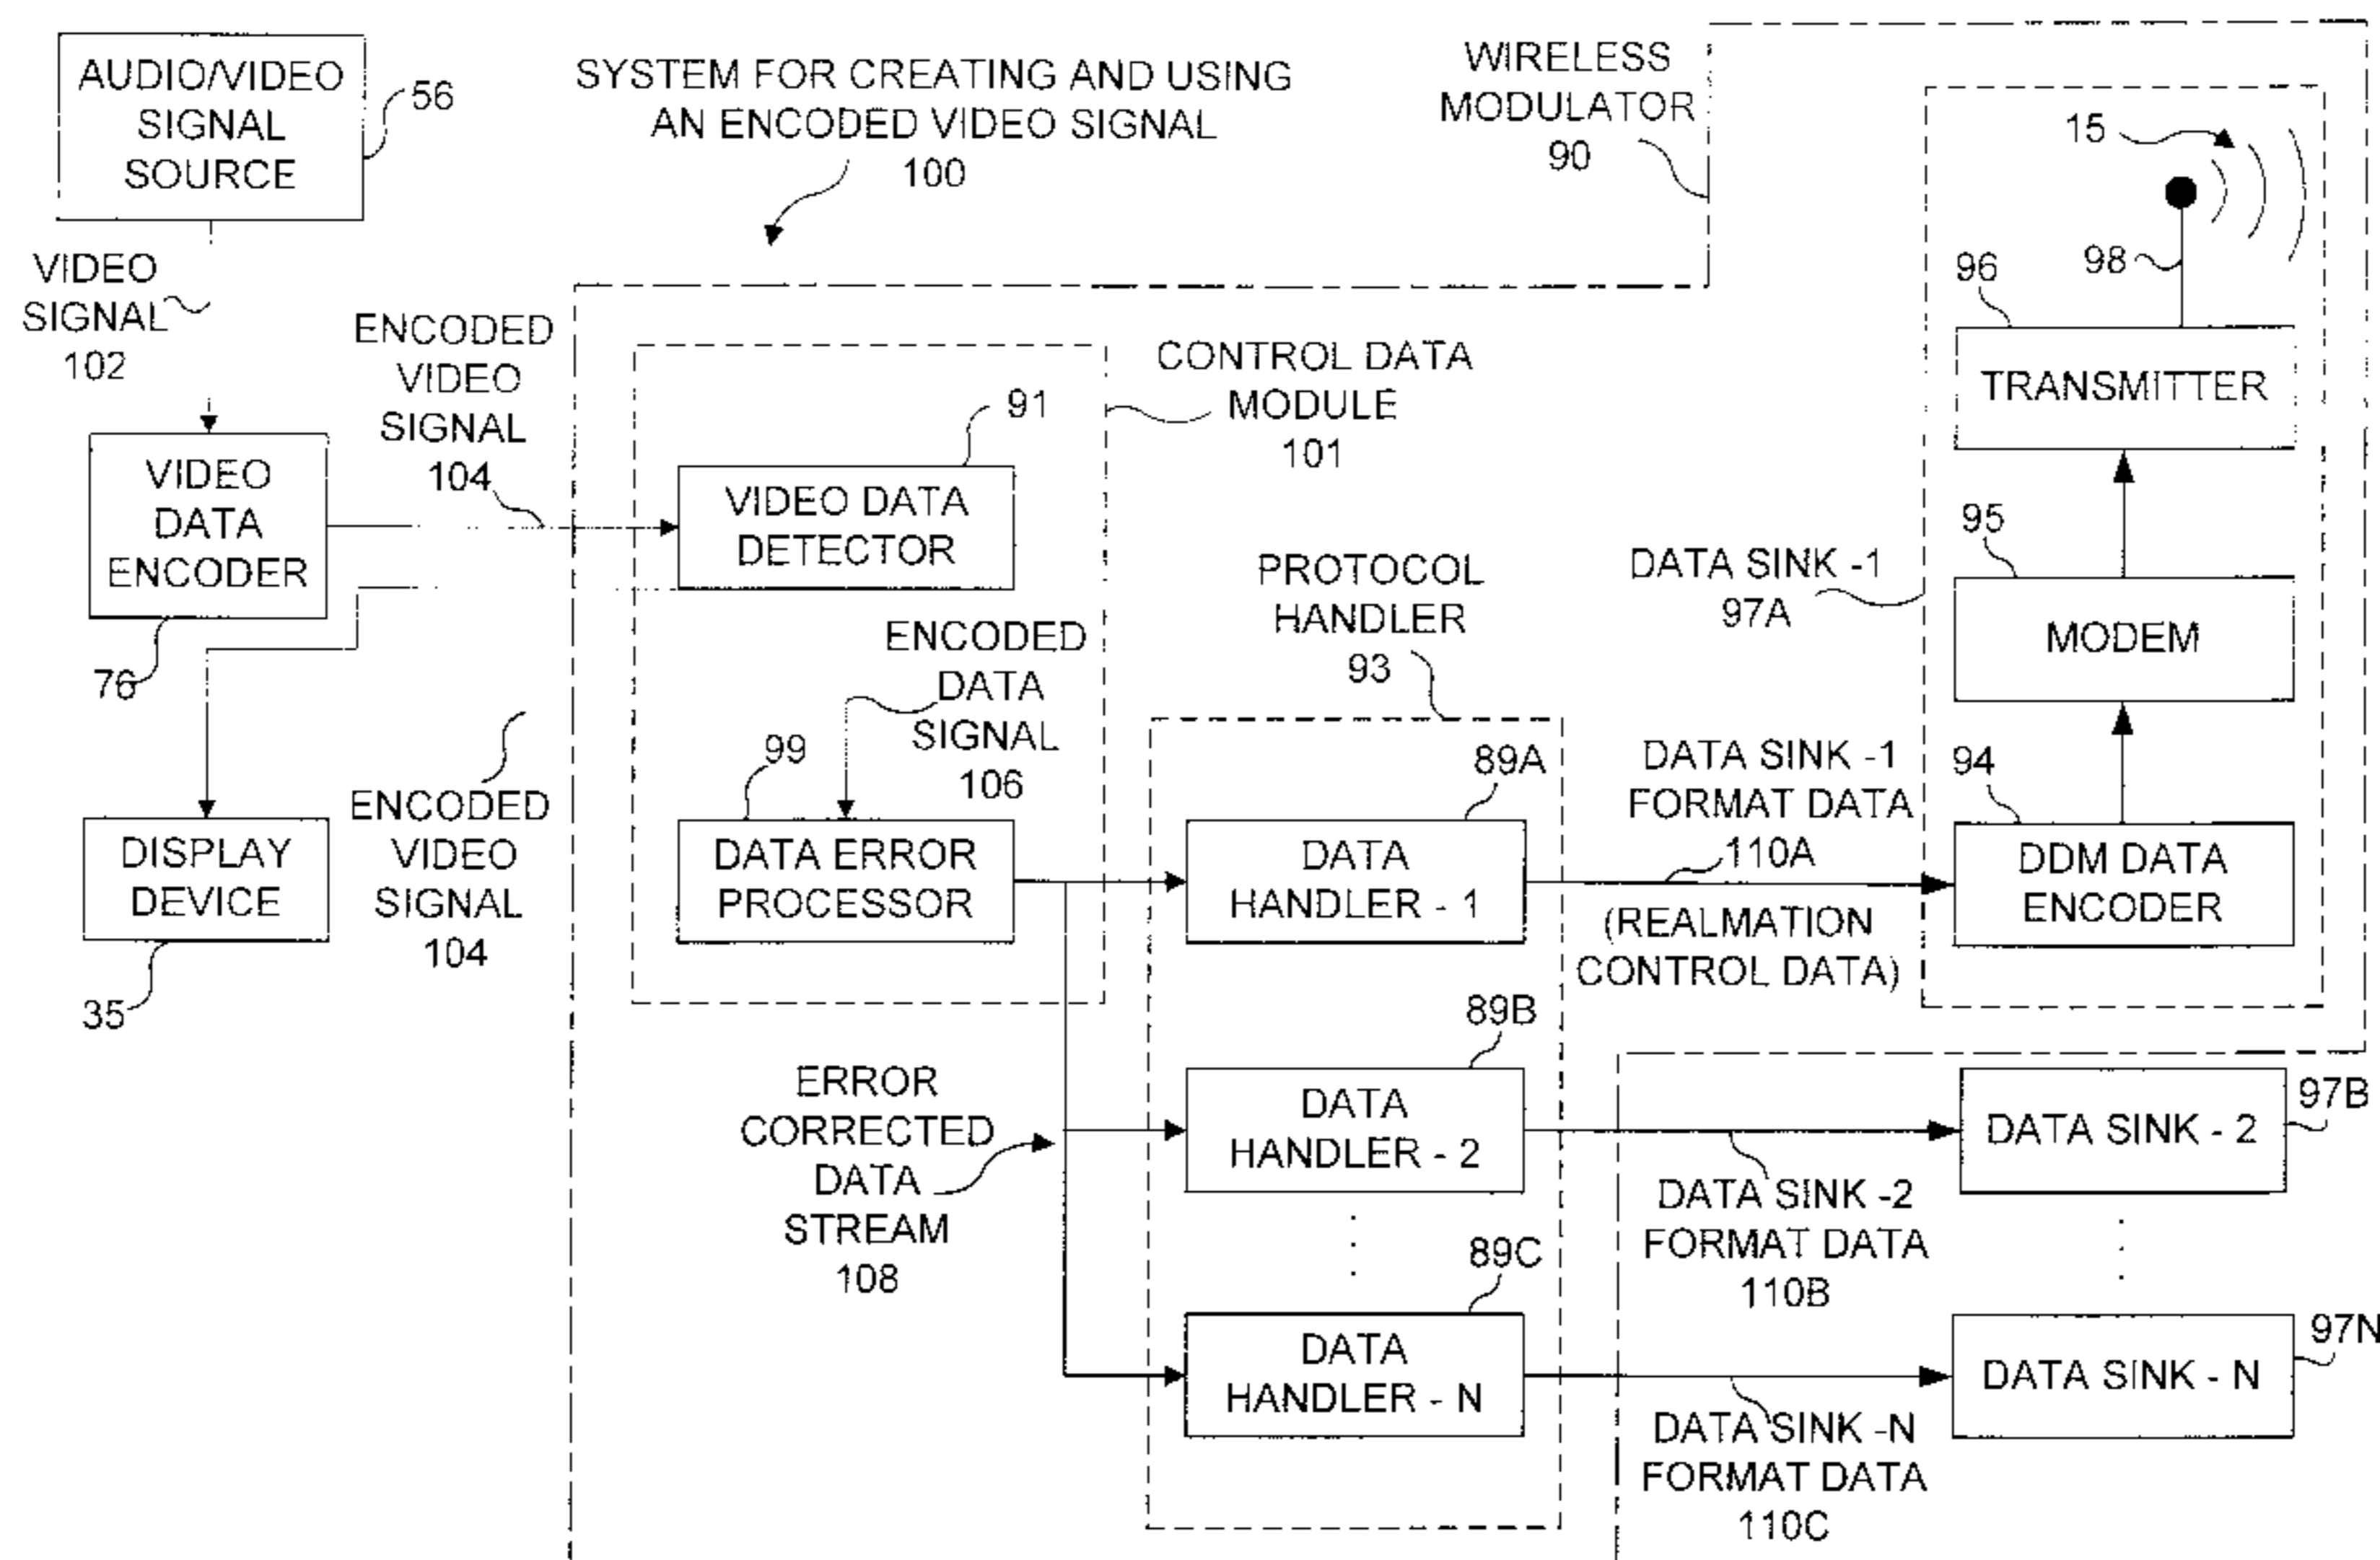 AUDIO/VIDEO
SIGNAL
SOURCE
56
SYSTEM FOR CREATING AND USING
AN ENCODED VIDEO SIGNAL
100
WIRELESS
MODULATOR
90
15
98
96
TRANSMITTER
VIDEO
SIGNAL
102
ENCODED
VIDEO
SIGNAL
104
CONTROL DATA
MODULE
101
91
VIDEO
DATA
ENCODER
76
VIDEO DATA
DETECTOR
PROTOCOL
HANDLER
93
DATA SINK -1
97A
95
MODEM
ENCODED
DATA
SIGNAL
106
99
DATA ERROR
PROCESSOR
89A
DATA
HANDLER - 1
DATA SINK -1
FORMAT DATA
110A
(REALMATION
CONTROL DATA)
94
DDM DATA
ENCODER
DISPLAY
DEVICE
35
ENCODED
VIDEO
SIGNAL
104
ERROR
CORRECTED
DATA
STREAM
108
89B
DATA
HANDLER - 2
DATA SINK -2
FORMAT DATA
110B
97B
DATA SINK - 2
89C
DATA
HANDLER - N
DATA SINK -N
FORMAT DATA
110C
97N
DATA SINK - N